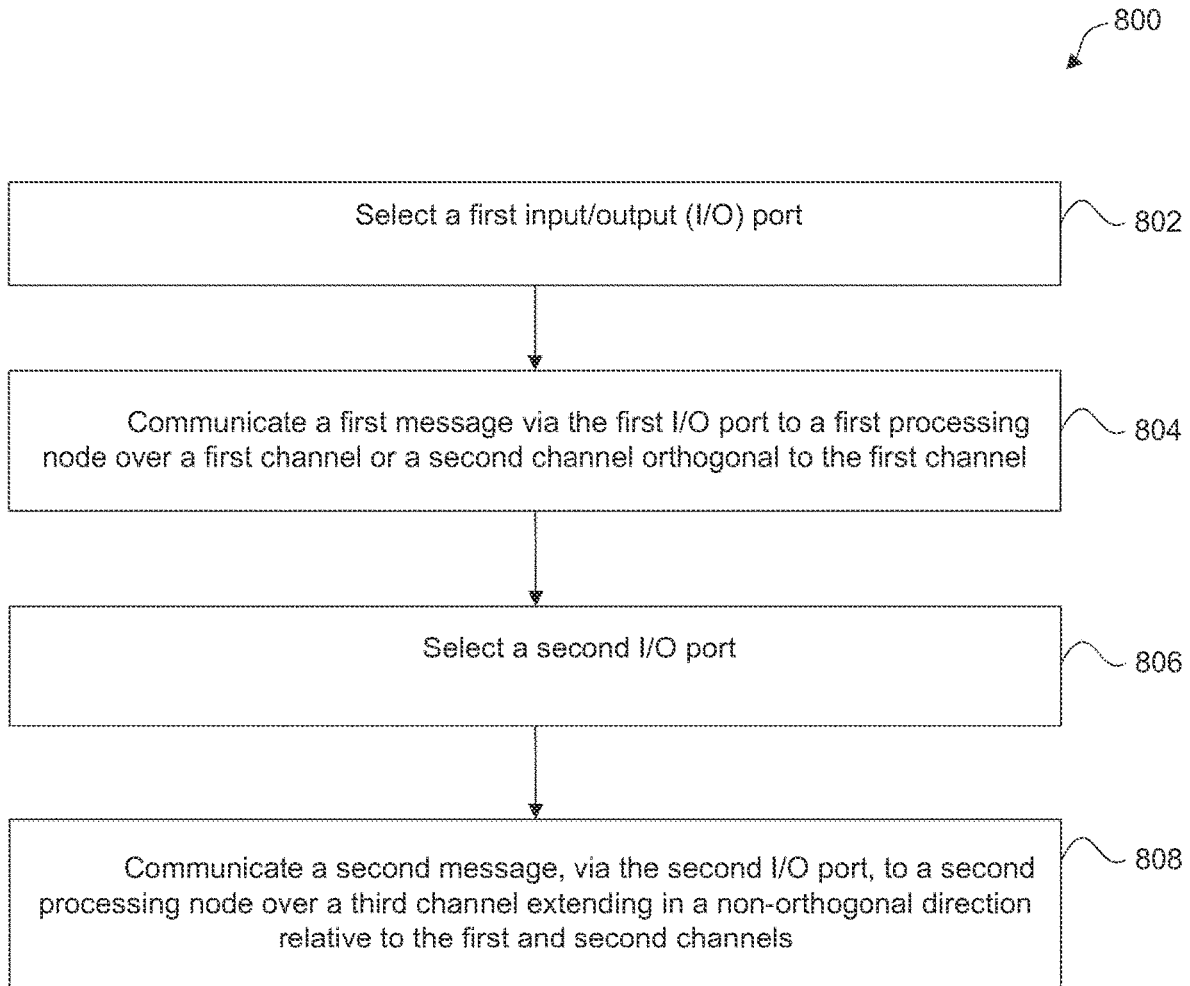 800
Select a first input/output (I/O) port
802
Communicate a first message via the first I/O port to a first processing
node over a first channel or a second channel orthogonal to the first channel
804
Select a second I/O port
806
Communicate a second message, via the second I/O port, to a second
processing node over a third channel extending in a non-orthogonal direction
relative to the first and second channels
808